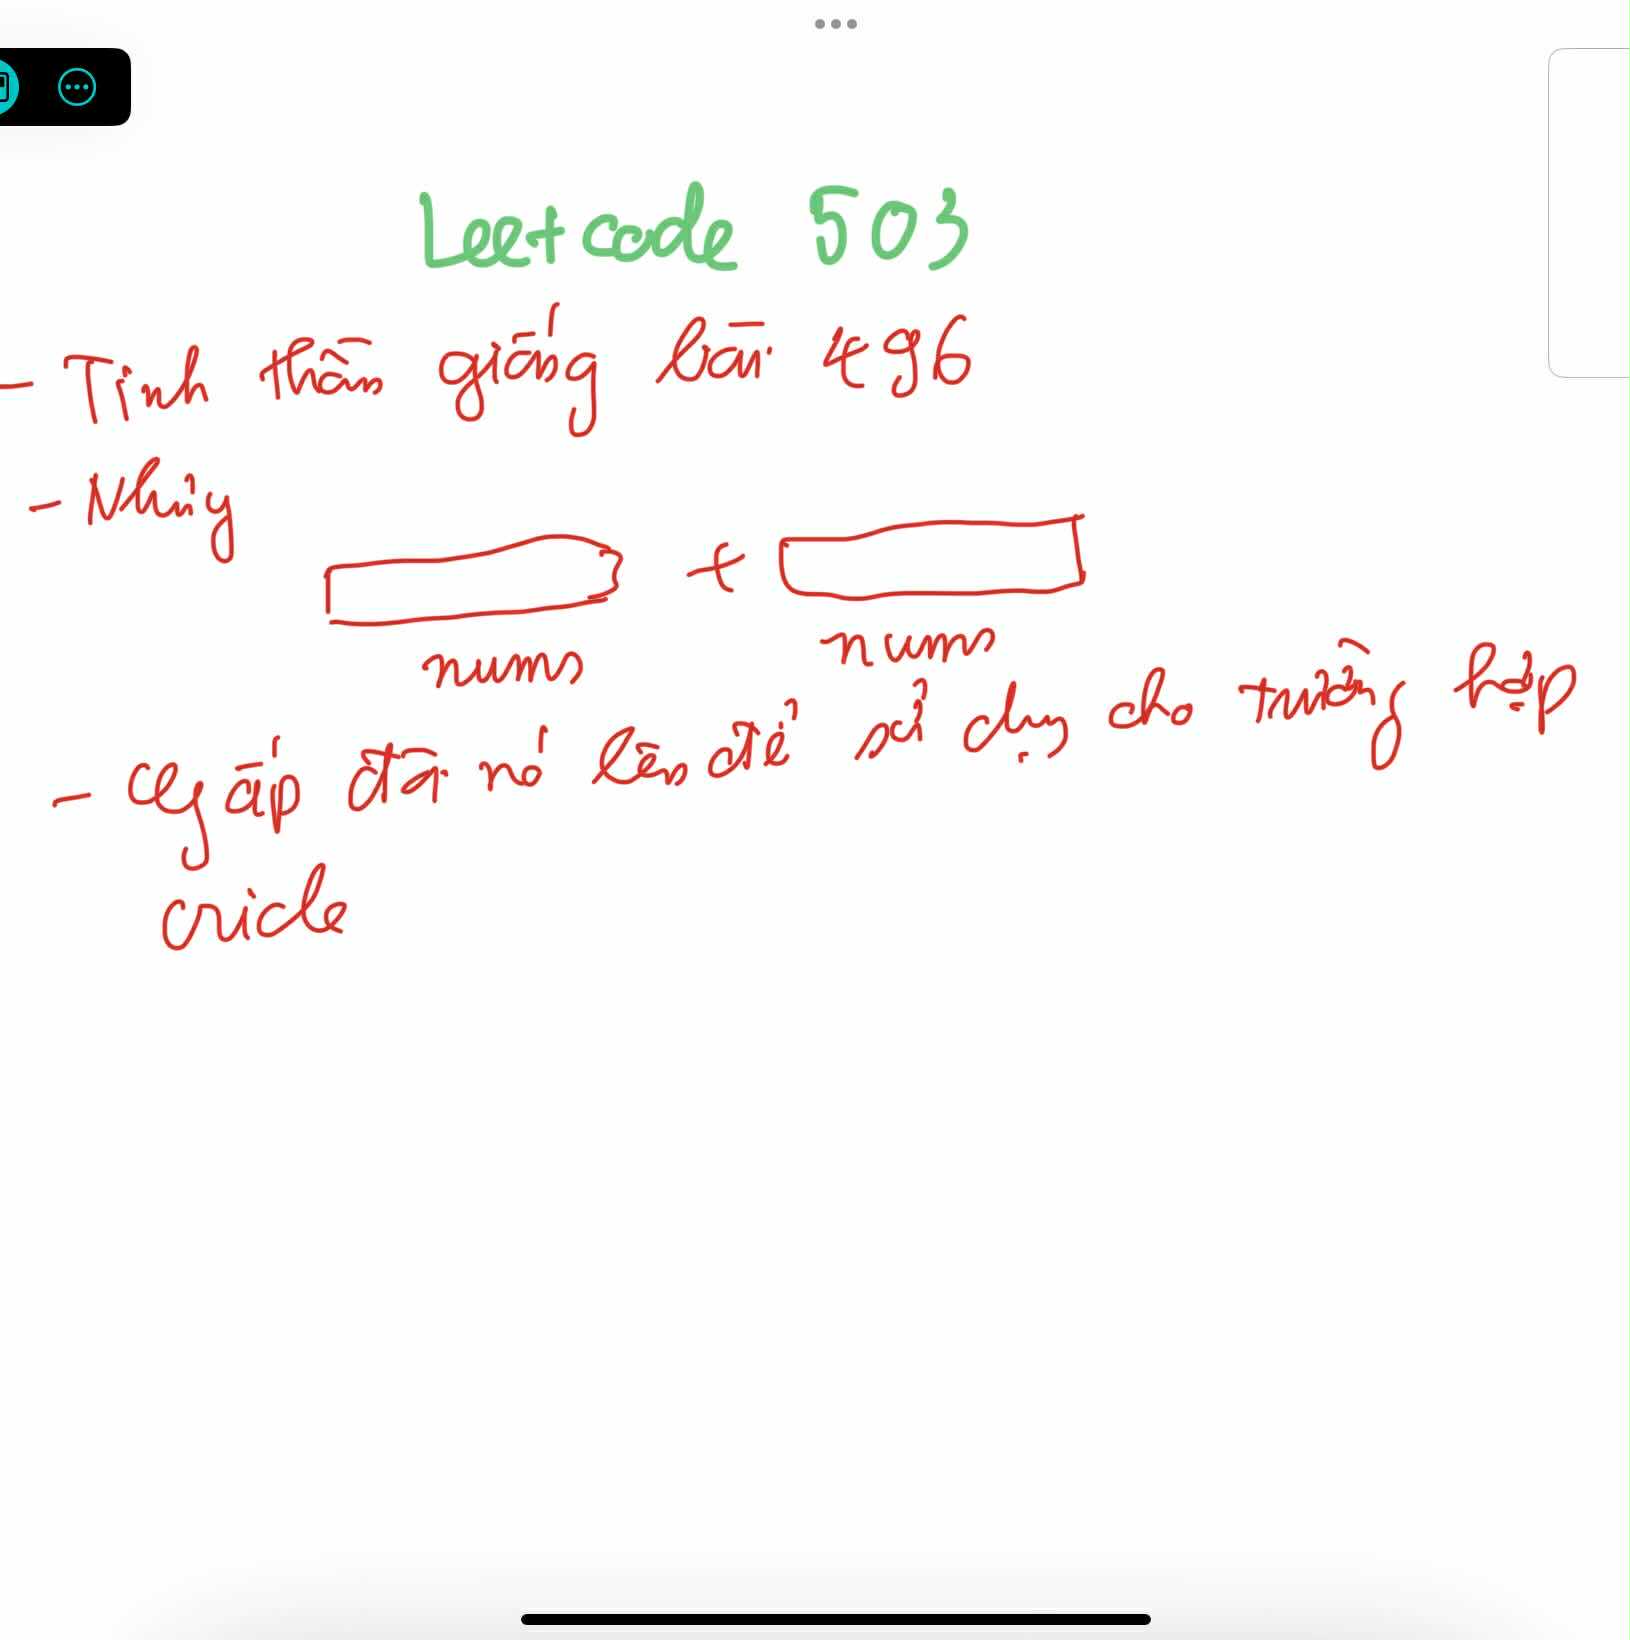 Leetcode 503
- Tinh thần giống bài 496
- Nhưng
+
nums nums
- Gấp đôi nó lên để sử dụng cho trường hợp
cricle